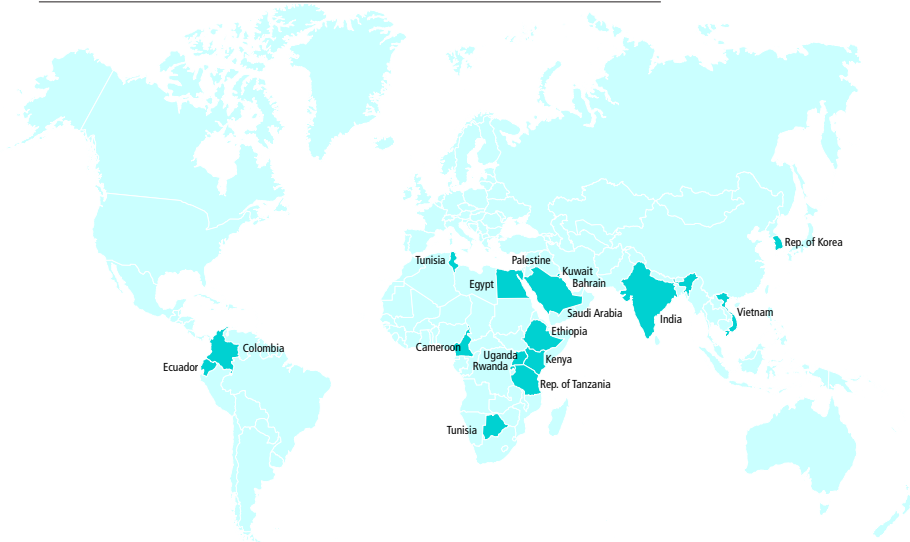 Rep. of Korea
Tunisia
Palestine
Kuwait
Egypt
Bahrain
Saudi Arabia
Vietnam
India
Ethiopia
Cameroon
Colombia
Uganda
Kenya
Ecuador
Rwanda
Rep. of Tanzania
Tunisia